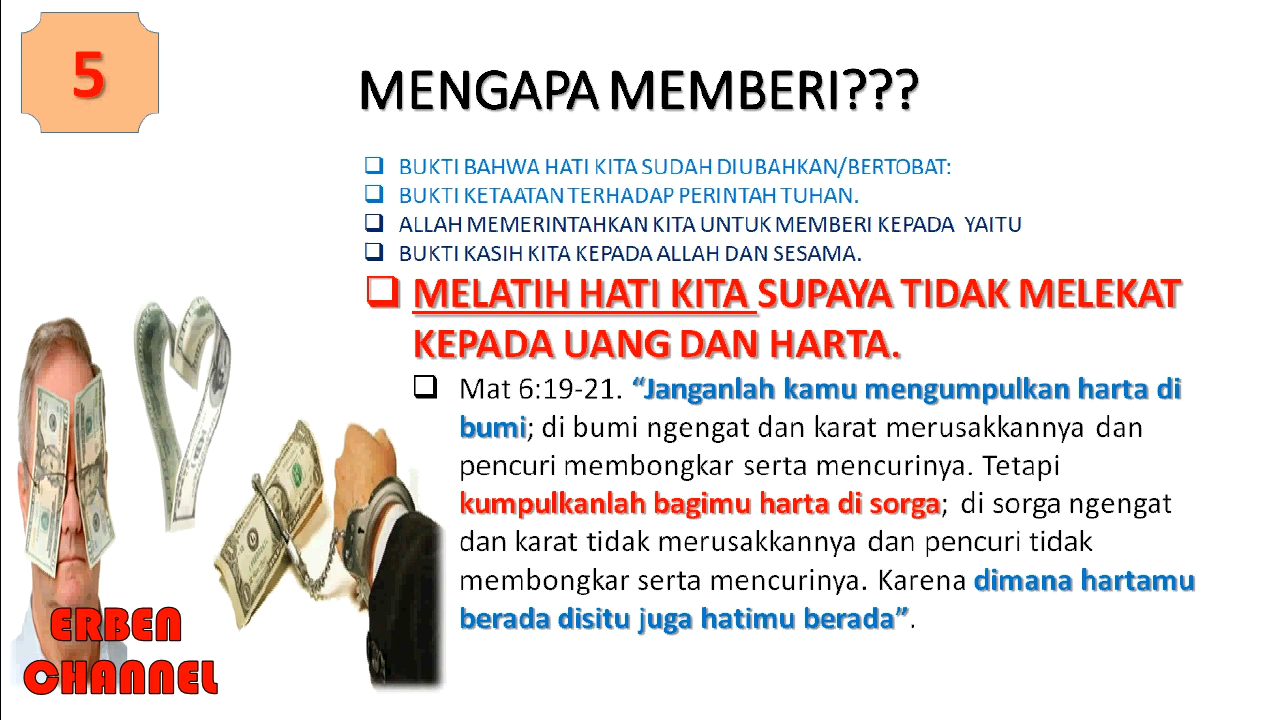 5
MENGAPA MEMBERI???
BUKTI BAHWA HATI KITA SUDAH DIUBAHKAN/BERTOBAT:
BUKTI KETAATAN TERHADAP PERINTAH TUHAN.
ALLAH MEMERINTAHKAN KITA UNTUK MEMBERI KEPADA YAITU
BUKTI KASIH KITA KEPADA ALLAH DAN SESAMA.
MELATIH HATI KITA SUPAYA TIDAK MELEKAT
KEPADA UANG DAN HARTA.
Mat 6:19-21. “Janganlah kamu mengumpulkan harta di
bumi; di bumi ngengat dan karat merusakkannya dan
pencuri membongkar serta mencurinya. Tetapi
kumpulkanlah bagimu harta di sorga; di sorga ngengat
dan karat tidak merusakkannya dan pencuri tidak
membongkar serta mencurinya. Karena dimana hartamu
berada disitu juga hatimu berada”.
ERBEN
CHANNEL